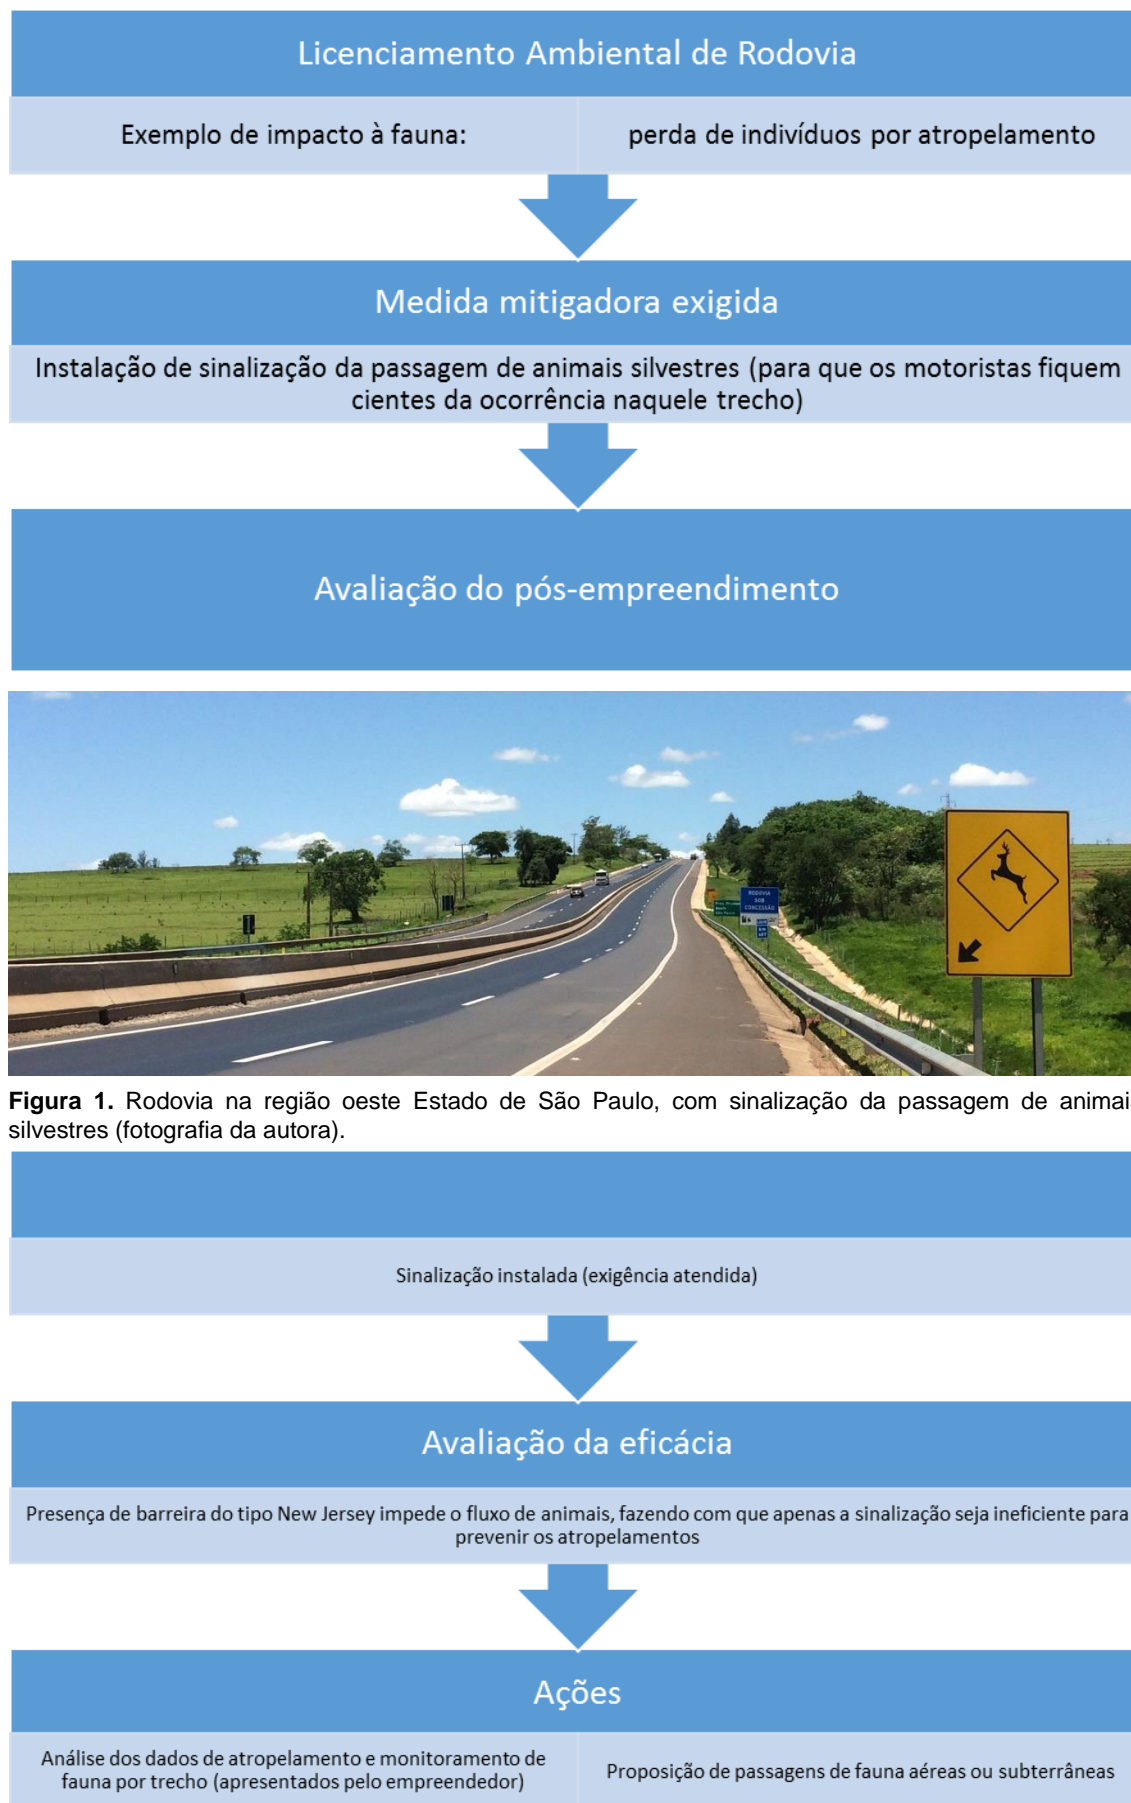 Licenciamento Ambiental de Rodovia
Exemplo de impacto à fauna:
perda de indivíduos por atropelamento
Medida mitigadora exigida
Instalação de sinalização da passagem de animais silvestres (para que os motoristas fiquem
cientes da ocorrência naquele trecho)
Avaliação do pós-empreendimento
RODOVIA
SOB
CONCESSÃO
Figura 1. Rodovia na região oeste Estado de São Paulo, com sinalização da passagem de animais
silvestres (fotografia da autora).
Sinalização instalada (exigência atendida)
Avaliação da eficácia
Presença de barreira do tipo New Jersey impede o fluxo de animais, fazendo com que apenas a sinalização seja ineficiente para
prevenir os atropelamentos
Ações
Análise dos dados de atropelamento e monitoramento de
fauna por trecho (apresentados pelo empreendedor)
Proposição de passagens de fauna aéreas ou subterrâneas